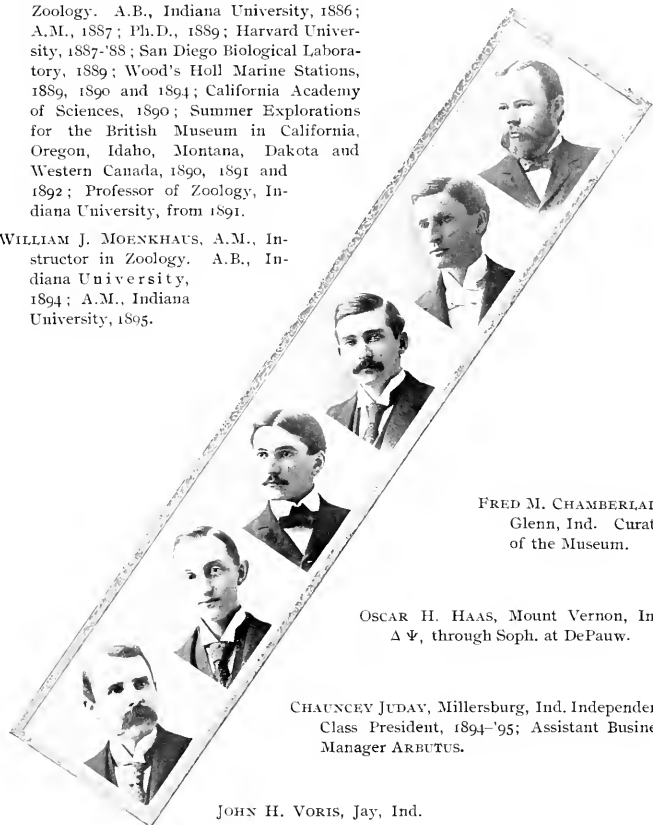 Zoology. A.B., Indiana University, 1886;
A.M., 1887; Ph.D., 1889; Harvard Univer-
sity, 1887-'88; San Diego Biological Labora-
tory, 1889; Wood's Holl Marine Stations,
1889, 1890 and 1894; California Academy
of Sciences, 1890; Summer Explorations
for the British Museum in California,
Oregon, Idaho, Montana, Dakota and
Western Canada, 1890, 1891 and
1892; Professor of Zoology, In-
diana University, from 1891.
WILLIAM J. MOENKHAUS, A.M., In-
structor in Zoology. A.B., In-
diana University,
1894; A.M., Indiana
University, 1895.
FRED M. CHAMBERLAI
Glenn, Ind. Curat
of the Museum.
OSCAR H. HAAS, Mount Vernon, In
Δ Ψ, through Soph. at DePauw.
CHAUNCEY JUDAY, Millersburg, Ind. Independen
Class President, 1894-'95; Assistant Busine
Manager ARBUTUS.
JOHN H. VORIS, Jay, Ind.